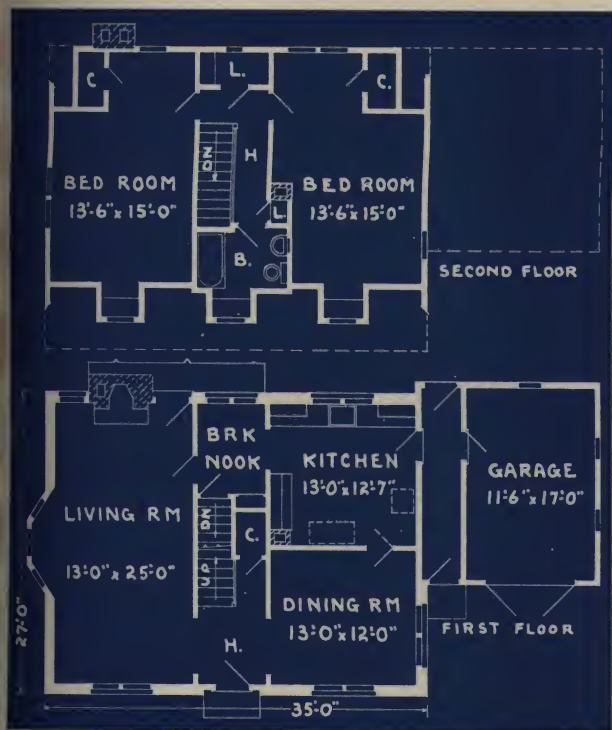 C.
L.
C.
DN
H
BED ROOM
13'-6" x 15'-0"
BED ROOM
13'-6" x 15'-0"
L.
B.
SECOND FLOOR
BRK
NOOK
KITCHEN
13'-0" x 12'-7"
GARAGE
11'-6" x 17'-0"
LIVING RM
13'-0" x 25'-0"
DN
C.
UP
DINING RM
13'-0" x 12'-0"
H.
FIRST FLOOR
27'-0"
35'-0"